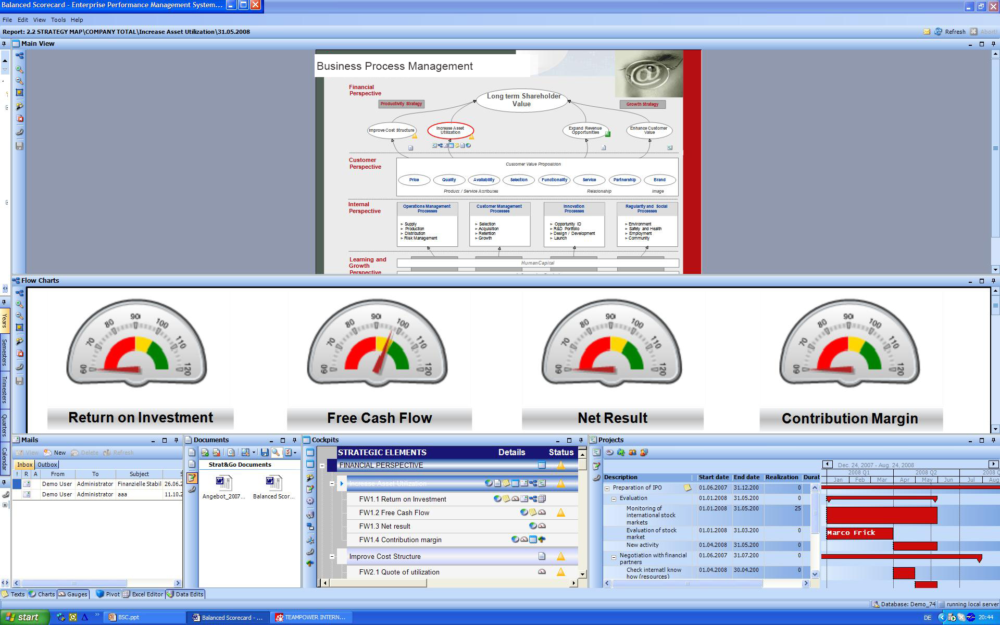 Balanced Scorecard - Enterprise Performance Management System...
File Edit View Tools Help
Report: 2.2 STRATEGY MAP\COMPANY TOTAL\Increase Asset Utilization\31.05.2008
Refresh Abort!
Main View
Business Process Management
Financial
Perspective
Long term Shareholder
Value
Productivity Strategy
Growth Strategy
Improve Cost Structure
Increase Asset
Utilization
Expand Revenue
Opportunities
Enhance Customer
Value
Customer
Perspective
Customer Value Proposition
Price Quality Availability Selection Functionality Service Partnership Brand
Product / Service Attributes Relationship Image
Internal
Perspective
Operations Management
Processes
> Supply
> Production
> Distribution
> Risk Management
Customer Management
Processes
> Selection
> Acquisition
> Retention
> Growth
Innovation
Processes
> Opportunity ID
> R&D Portfolio
> Design / Development
> Launch
Regularity and Social
Processes
> Environment
> Safety and Health
> Employment
> Community
Learning and
Growth
Perspective
HumanCapital
Flow Charts
Years
Semesters
Trimesters
Quarters
Calendar
60 70 80 90 100 110 120
Return on Investment
60 70 80 90 100 110 120
Free Cash Flow
60 70 80 90 100 110 120
Net Result
60 70 80 90 100 110 120
Contribution Margin
Mails
View New Delete Refresh
Inbox Outbox
! R A From To Subject S
Demo User Administrator Finanzielle Stabil 26.06.2
Demo User Administrator aaa 11.10.2
Documents
Strat&Go Documents
Angebot_2007... Balanced Scor...
Cockpits
STRATEGIC ELEMENTS Details Status
FINANCIAL PERSPECTIVE
Increase Asset Utilization
FW1.1 Return on Investment
FW1.2 Free Cash Flow
FW1.3 Net result
FW1.4 Contribution margin
Improve Cost Structure
FW2.1 Quote of utilization
Projects
Dec. 24, 2007 - Aug. 24, 2008
2008 Q1 2008 Q2 2008 Q
Description Start date End date Realization Durat Jan Feb Mar Apr May Jun Jul Aug
Preparation of IPO 01.06.2007 31.12.200 0
Evaluation 01.01.2008 31.05.200 0
Monitoring of
international stock
markets
01.01.2008 31.05.200 25
Evaluation of stock
market
01.01.2008 31.03.200 0
Marco Frick
New activity 01.04.2008 31.05.200 0
Negotiation with financial
partners
01.06.2007 31.07.200 0
Check internatl know
how (resources)
01.04.2008 30.04.200 0
Texts Charts Gauges Pivot Excel Editor Data Edits
Database: Demo_74 running local server
start BSC.ppt Balanced Scorecard - ... TEAMPOWER INTERN... DE 20:44